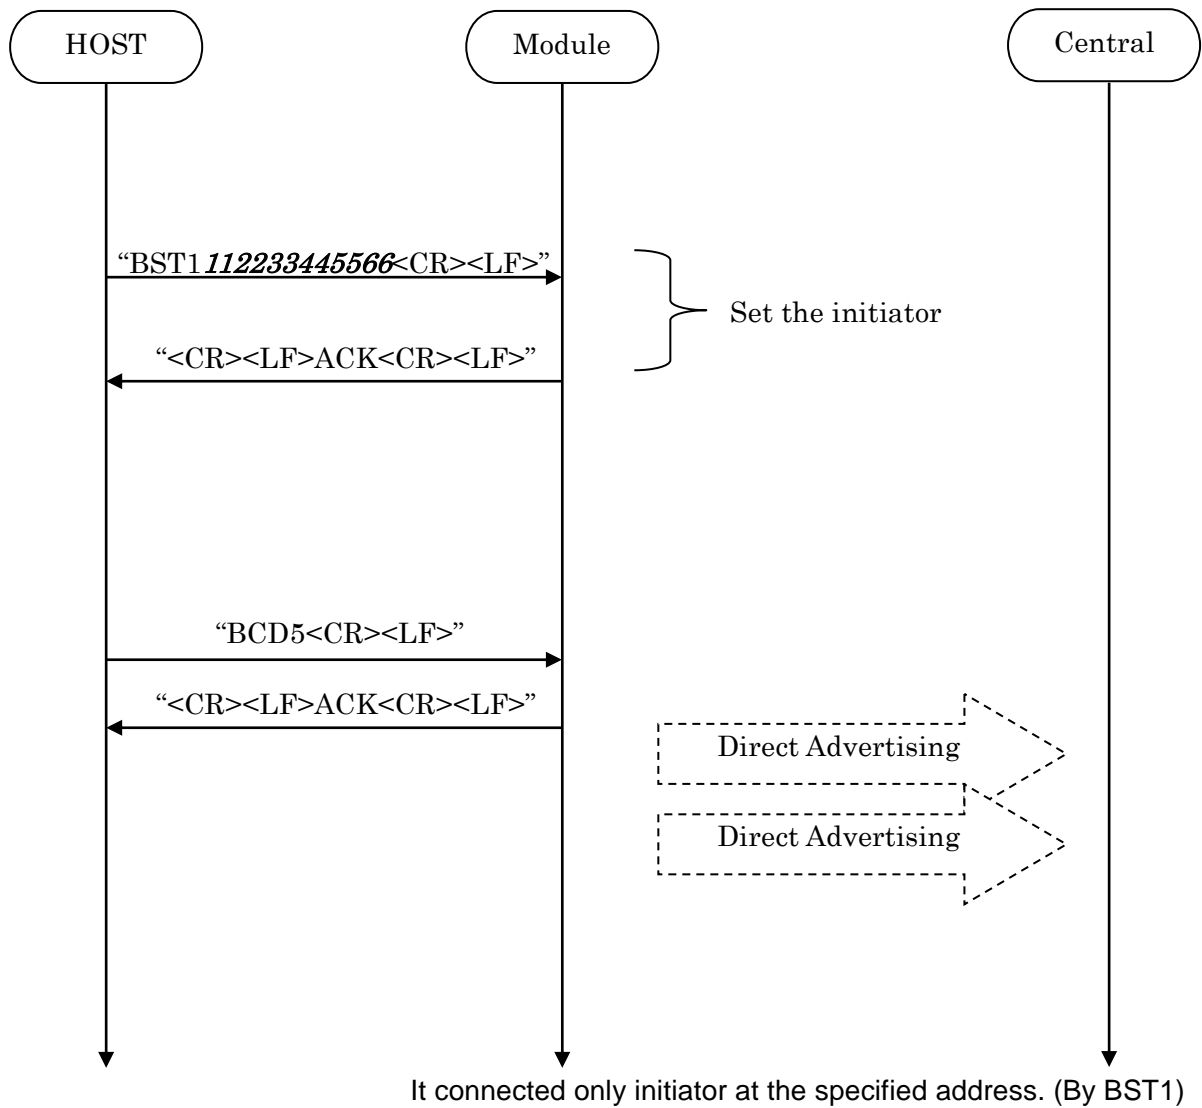 HOST
Module
Central
“BST1112233445566<CR><LF>”
Set the initiator
“<CR><LF>ACK<CR><LF>”
“BCD5<CR><LF>”
“<CR><LF>ACK<CR><LF>”
Direct Advertising
Direct Advertising
It connected only initiator at the specified address. (By BST1)